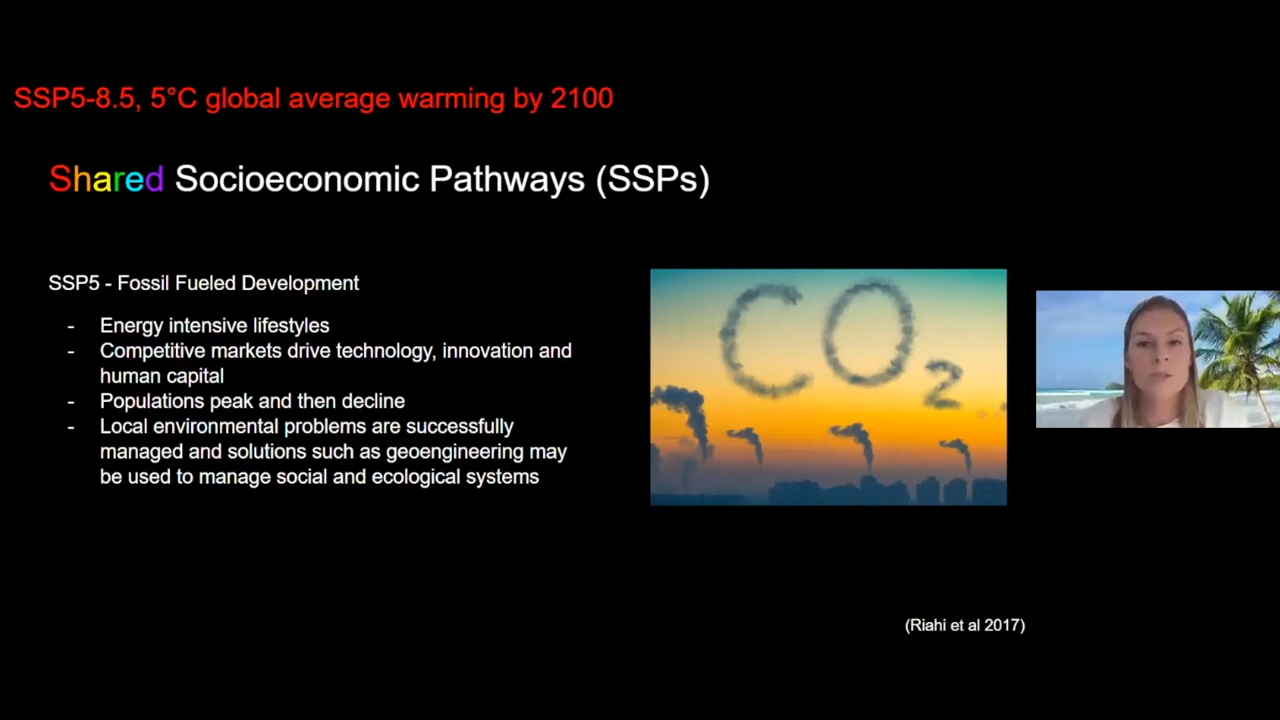 SSP5-8.5, 5°C global average warming by 2100
Shared Socioeconomic Pathways (SSPs)
SSP5 - Fossil Fueled Development
- Energy intensive lifestyles
- Competitive markets drive technology, innovation and
human capital
- Populations peak and then decline
- Local environmental problems are successfully
managed and solutions such as geoengineering may
be used to manage social and ecological systems
CO2
(Riahi et al 2017)